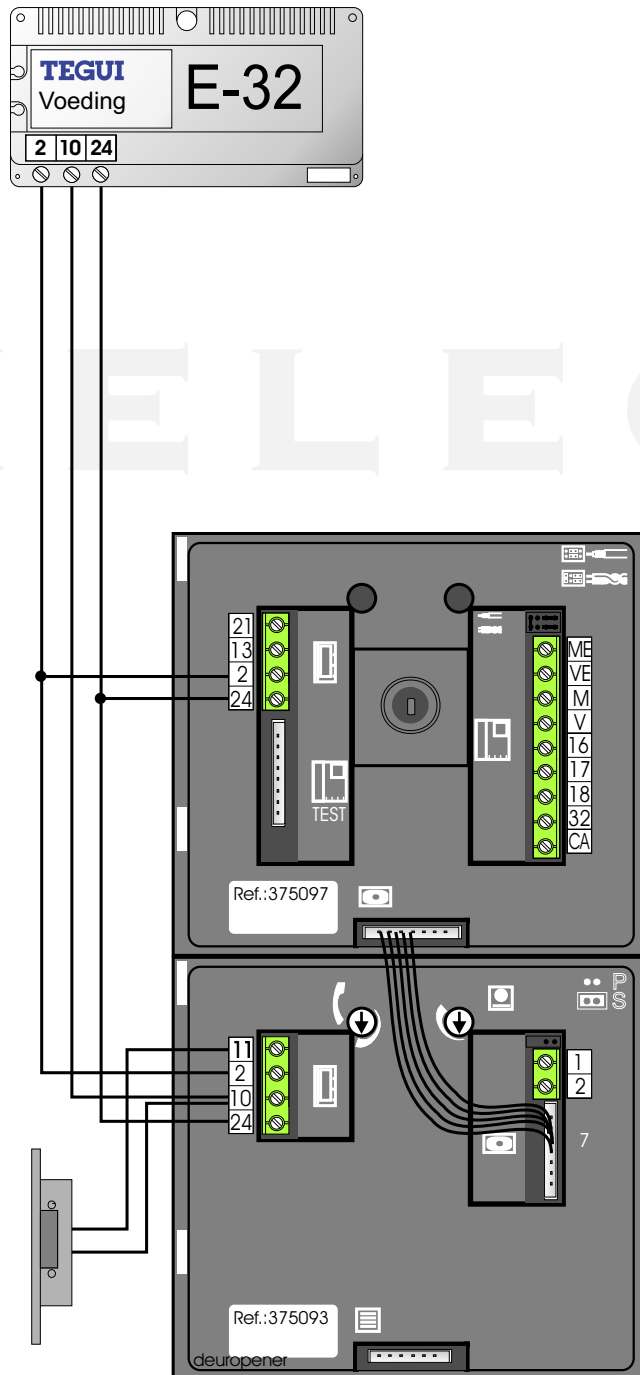 TEGUI
Voeding
E-32
2 10 24
E L E
21
13
2
24
TEST
ME
VE
M
V
16
17
18
32
CA
Ref.:375097
P
S
11
2
10
24
1
2
7
Ref.:375093
deuropener